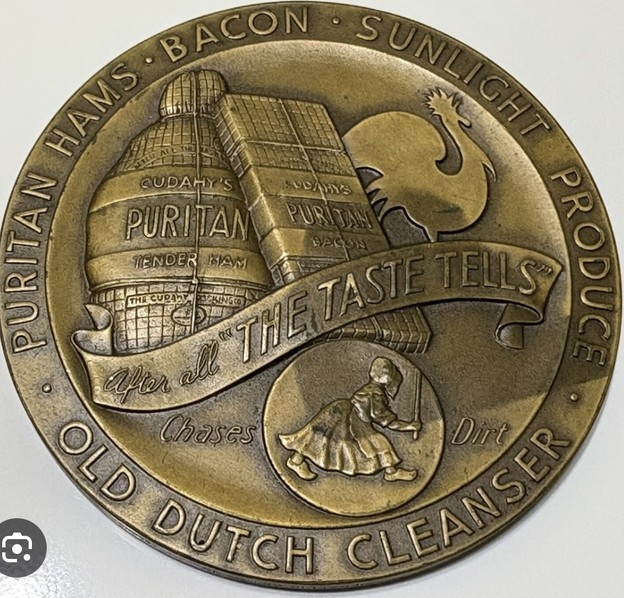 PURITAN HAMS · BACON · SUNLIGHT PRODUCE ·
OLD DUTCH CLEANSER ·
CUDAHY'S
PURITAN
TENDER HAM
THE CUDAHY PACKING CO
CUDAHY'S
PURITAN
BACON
After all "THE TASTE TELLS"
Chases Dirt